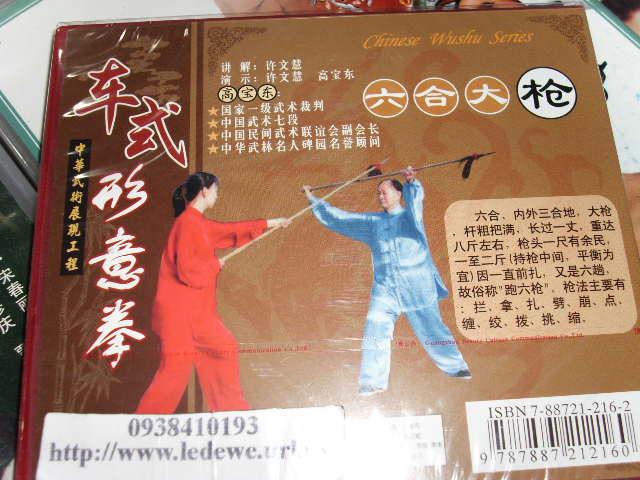 Chinese Wushu Series
讲解：许文慧
演示：许文慧 高宝东
高宝东：
★国家一级武术裁判
★中国武术七段
★中国民间武术联谊会副会长
★中华武林名人碑园名誉顾问
六合大枪
车式形意拳
中華武術展現工程
六合、内外三合地，大枪
杆粗把满，长过一丈，重达
八斤左右，枪头一尺有余民，
一至二斤(持枪中间，平衡为
宜)因一直前扎，又是六趟，
故俗称"跑六枪"，枪法主要有
：拦、拿、扎、劈、崩、点、
缠、绞、拨、挑、缩、
0938410193
http://www.ledewc.url
ISBN 7-88721-216-2
9 787887 212160
宋春